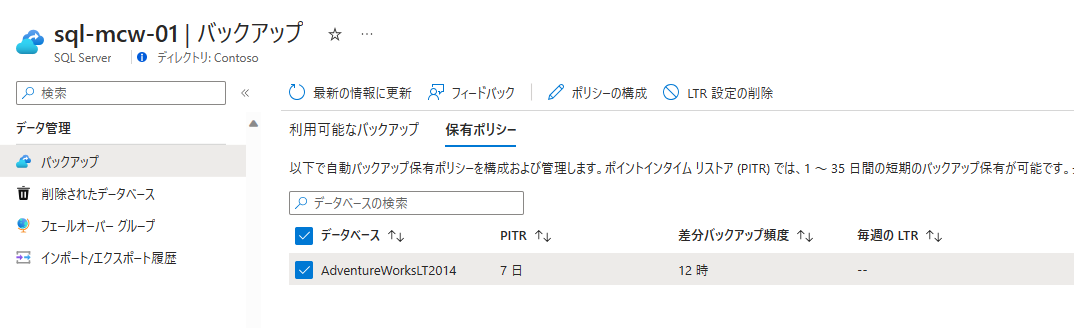 sql-mcw-01 | バックアップ
SQL Server
ディレクトリ: Contoso
検索
最新の情報に更新
フィードバック
ポリシーの構成
LTR 設定の削除
データ管理
バックアップ
削除されたデータベース
フェールオーバー グループ
インポート/エクスポート履歴
利用可能なバックアップ
保有ポリシー
以下で自動バックアップ保有ポリシーを構成および管理します。ポイントインタイム リストア (PITR) では、1 ～ 35 日間の短期のバックアップ保有が可能です。
データベースの検索
データベース PITR 差分バックアップ頻度 毎週の LTR
AdventureWorksLT2014 7 日 12 時 --